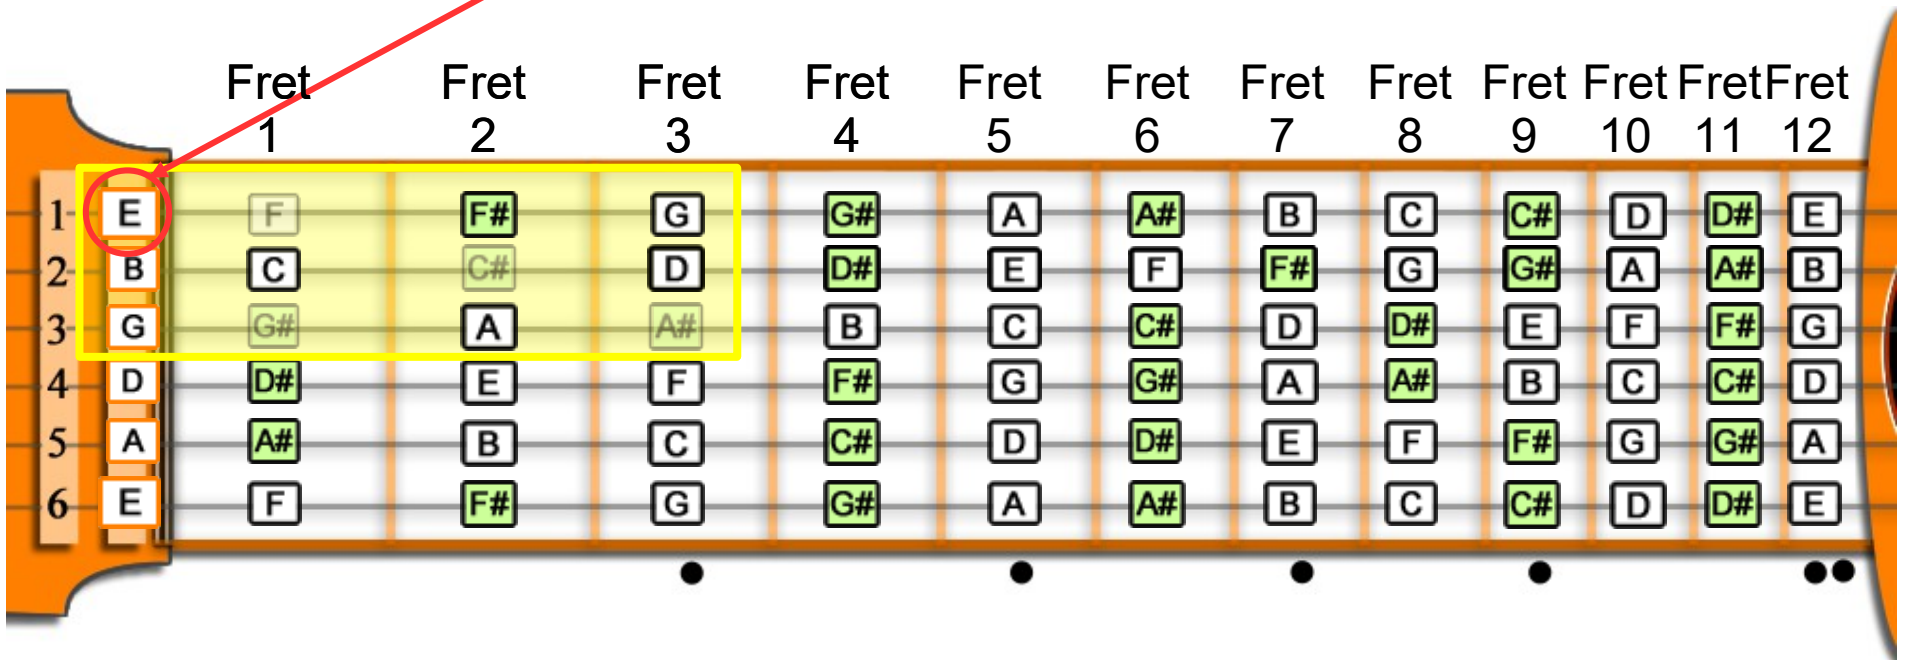 Fret Fret Fret Fret Fret Fret Fret Fret Fret Fret Fret Fret
1 2 3 4 5 6 7 8 9 10 11 12
1 E F F# G G# A A# B C C# D D# E
2 B C C# D D# E F F# G G# A A# B
3 G G# A A# B C C# D D# E F F# G
4 D D# E F F# G G# A A# B C C# D
5 A A# B C C# D D# E F F# G G# A
6 E F F# G G# A A# B C C# D D# E